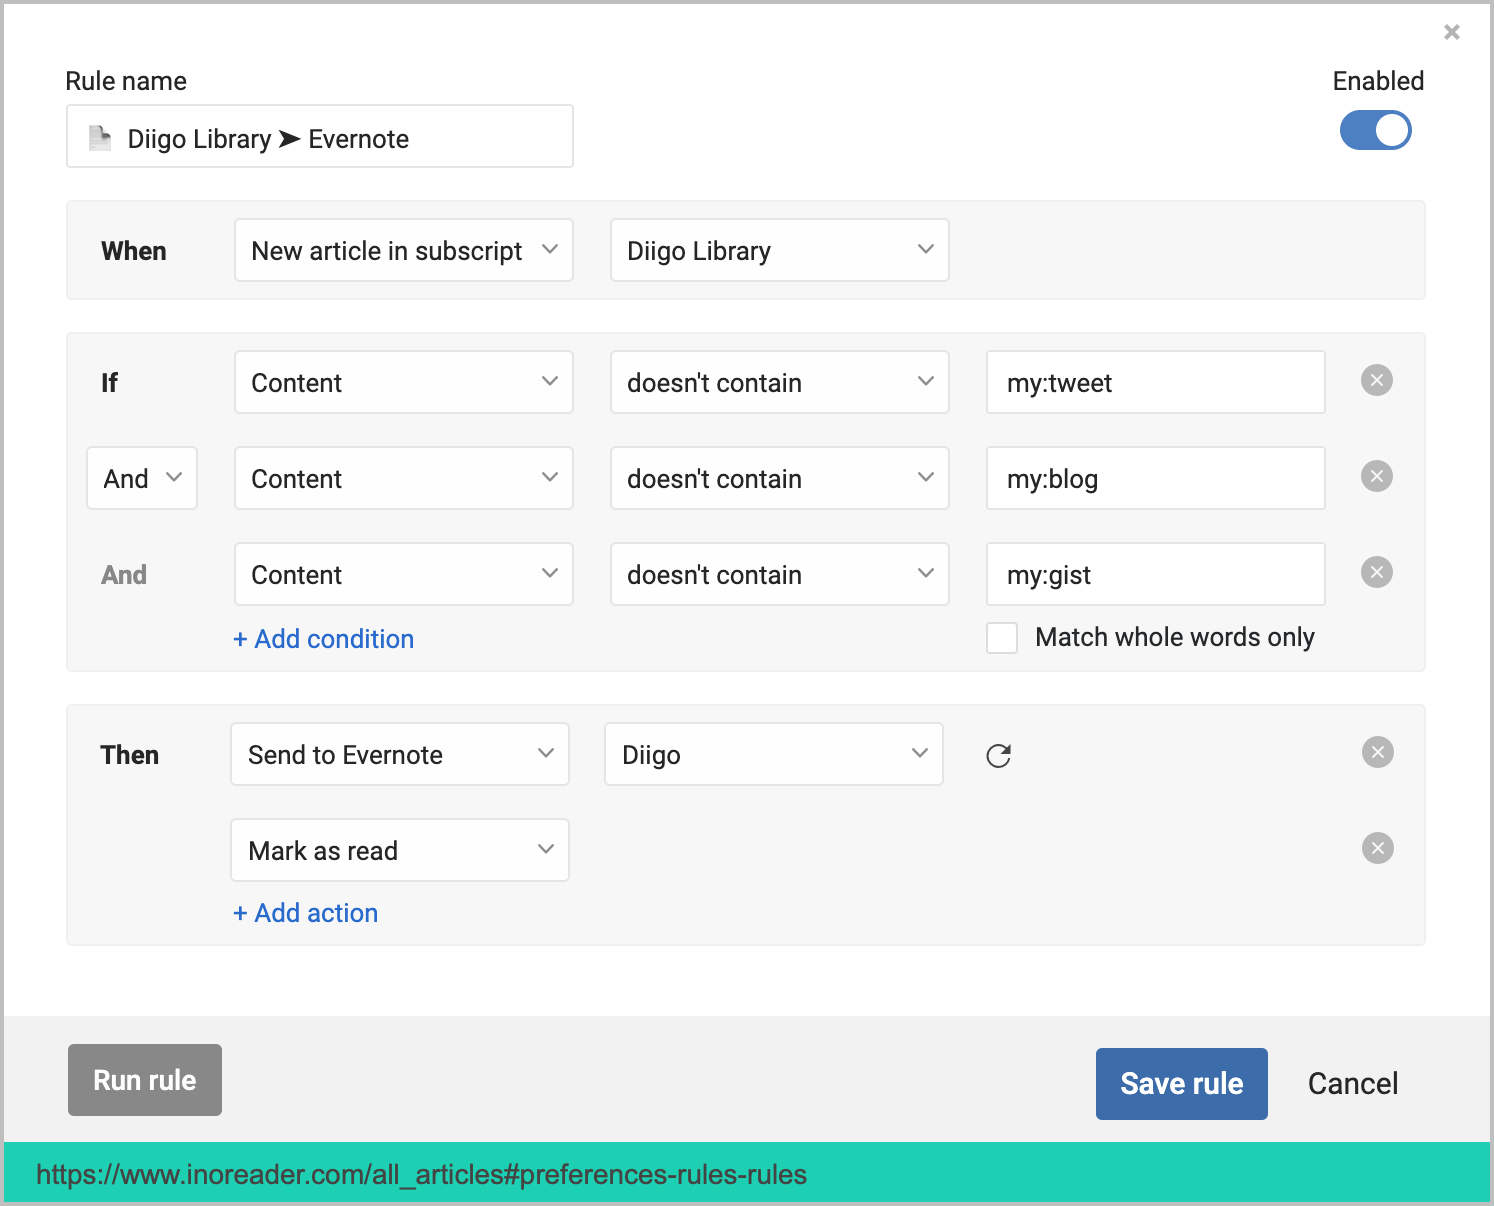 Rule name
Enabled
Diigo Library ➤ Evernote
When New article in subscript Diigo Library
If Content doesn't contain my:tweet
And Content doesn't contain my:blog
And Content doesn't contain my:gist
+ Add condition Match whole words only
Then Send to Evernote Diigo
Mark as read
+ Add action
Run rule Save rule Cancel
https://www.inoreader.com/all_articles#preferences-rules-rules